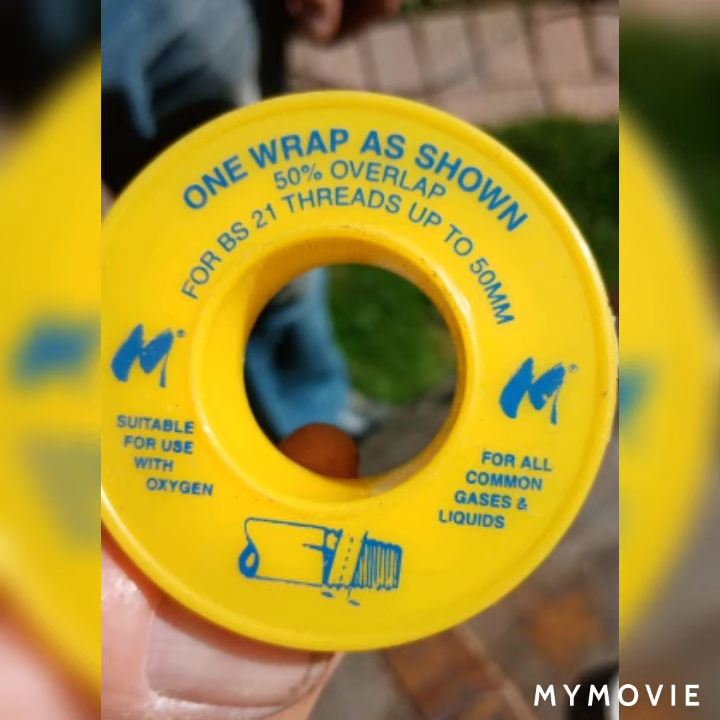 ONE WRAP AS SHOWN
50% OVERLAP
FOR BS 21 THREADS UP TO 50MM
M
M
SUITABLE
FOR USE
WITH
OXYGEN
FOR ALL
COMMON
GASES &
LIQUIDS
MYMOVIE